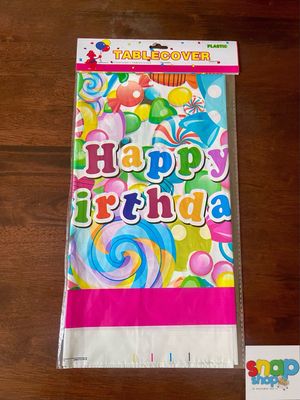 PLASTIC
TABLECOVER
Happy
irthda
snap
shop